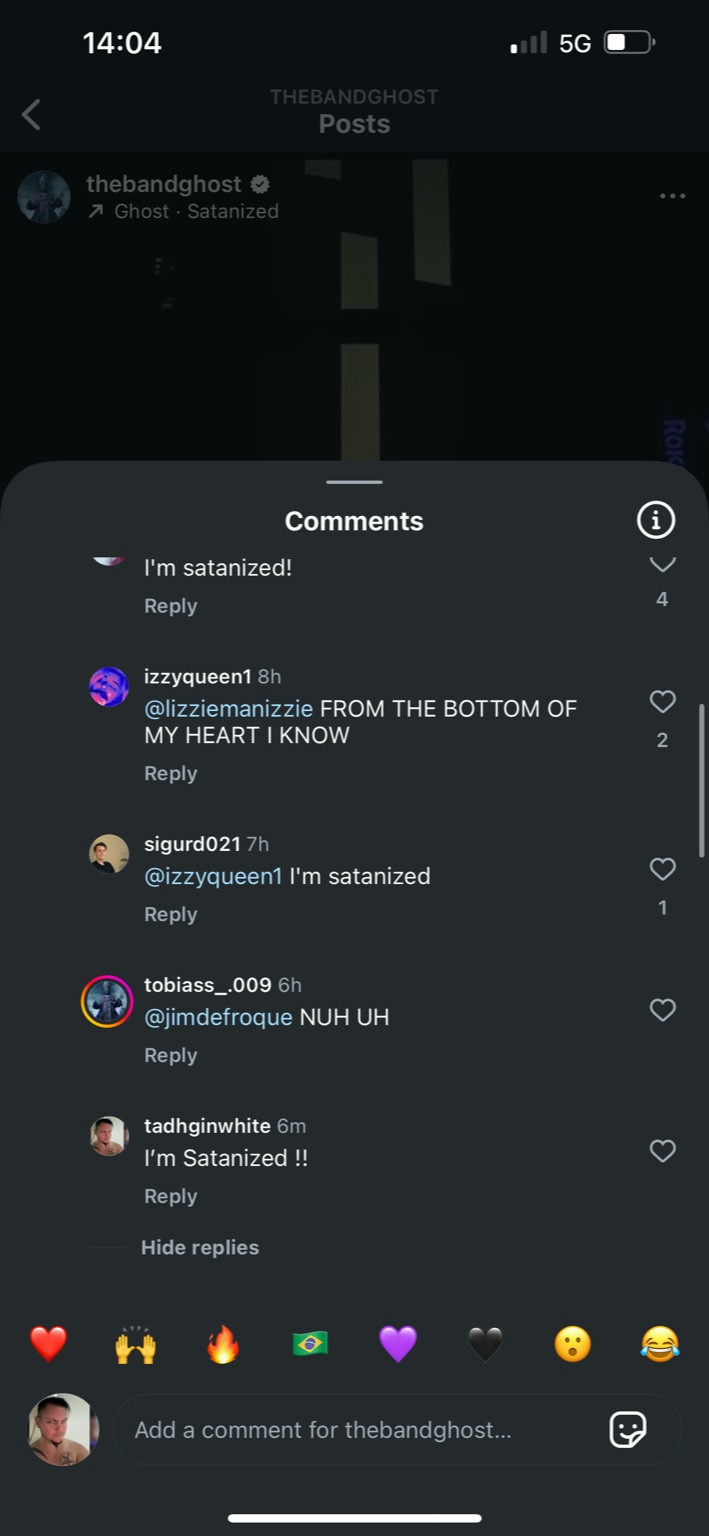 14:04
5G
THEBANDGHOST
Posts
thebandghost
Ghost · Satanized
Comments
I'm satanized!
Reply
4
izzyqueen1 8h
@lizziemanizzie FROM THE BOTTOM OF
MY HEART I KNOW
2
Reply
sigurd021 7h
@izzyqueen1 I'm satanized
1
Reply
tobiass_.009 6h
@jimdefroque NUH UH
Reply
tadhginwhite 6m
I’m Satanized !!
Reply
Hide replies
Add a comment for thebandghost...